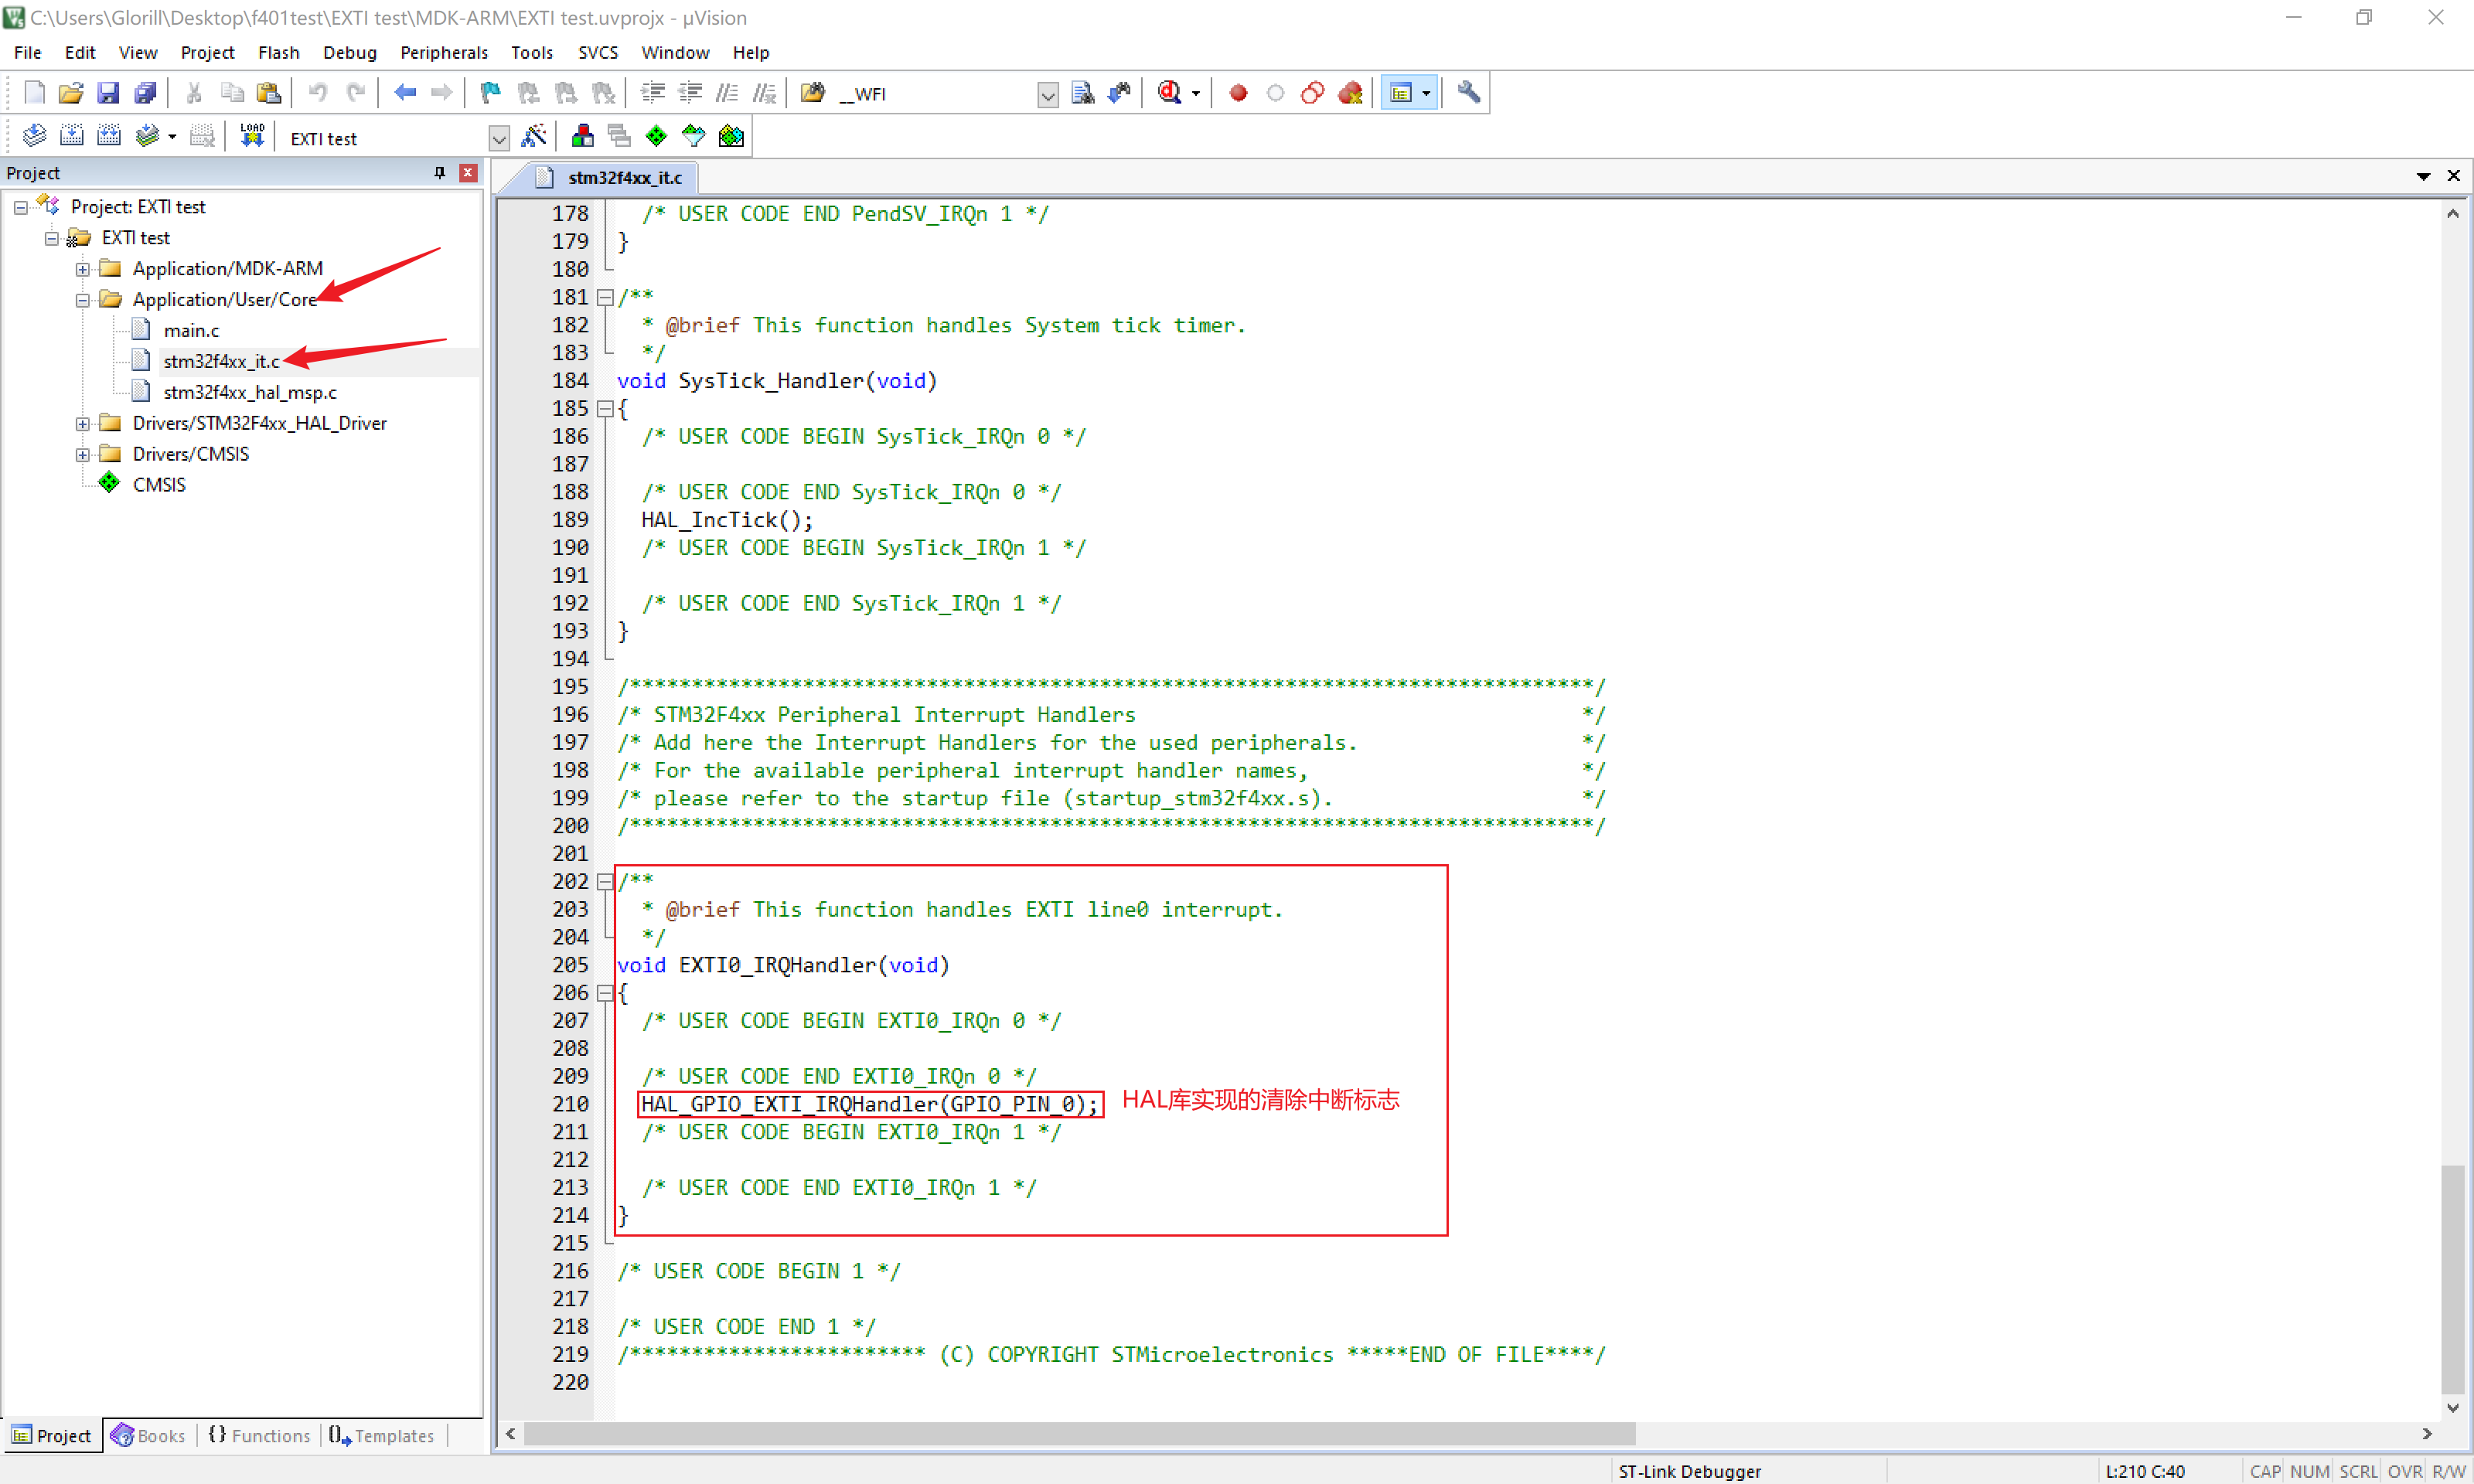 C:\Users\Glorill\Desktop\f401test\EXTI test\MDK-ARM\EXTI test.uvprojx - µVision
File Edit View Project Flash Debug Peripherals Tools SVCS Window Help
__WFI
LOAD EXTI test
Project
stm32f4xx_it.c
Project: EXTI test
EXTI test
Application/MDK-ARM
Application/User/Core
main.c
stm32f4xx_it.c
stm32f4xx_hal_msp.c
Drivers/STM32F4xx_HAL_Driver
Drivers/CMSIS
CMSIS
178 /* USER CODE END PendSV_IRQn 1 */
179 }
180
181 /**
182 * @brief This function handles System tick timer.
183 */
184 void SysTick_Handler(void)
185 {
186 /* USER CODE BEGIN SysTick_IRQn 0 */
187
188 /* USER CODE END SysTick_IRQn 0 */
189 HAL_IncTick();
190 /* USER CODE BEGIN SysTick_IRQn 1 */
191
192 /* USER CODE END SysTick_IRQn 1 */
193 }
194
195 /******************************************************************************/
196 /* STM32F4xx Peripheral Interrupt Handlers */
197 /* Add here the Interrupt Handlers for the used peripherals. */
198 /* For the available peripheral interrupt handler names, */
199 /* please refer to the startup file (startup_stm32f4xx.s). */
200 /******************************************************************************/
201
202 /**
203 * @brief This function handles EXTI line0 interrupt.
204 */
205 void EXTI0_IRQHandler(void)
206 {
207 /* USER CODE BEGIN EXTI0_IRQn 0 */
208
209 /* USER CODE END EXTI0_IRQn 0 */
210 HAL_GPIO_EXTI_IRQHandler(GPIO_PIN_0); HAL库实现的清除中断标志
211 /* USER CODE BEGIN EXTI0_IRQn 1 */
212
213 /* USER CODE END EXTI0_IRQn 1 */
214 }
215
216 /* USER CODE BEGIN 1 */
217
218 /* USER CODE END 1 */
219 /************************ (C) COPYRIGHT STMicroelectronics *****END OF FILE****/
220
Project Books {} Functions Templates
ST-Link Debugger L:210 C:40 CAP NUM SCRL OVR R/W